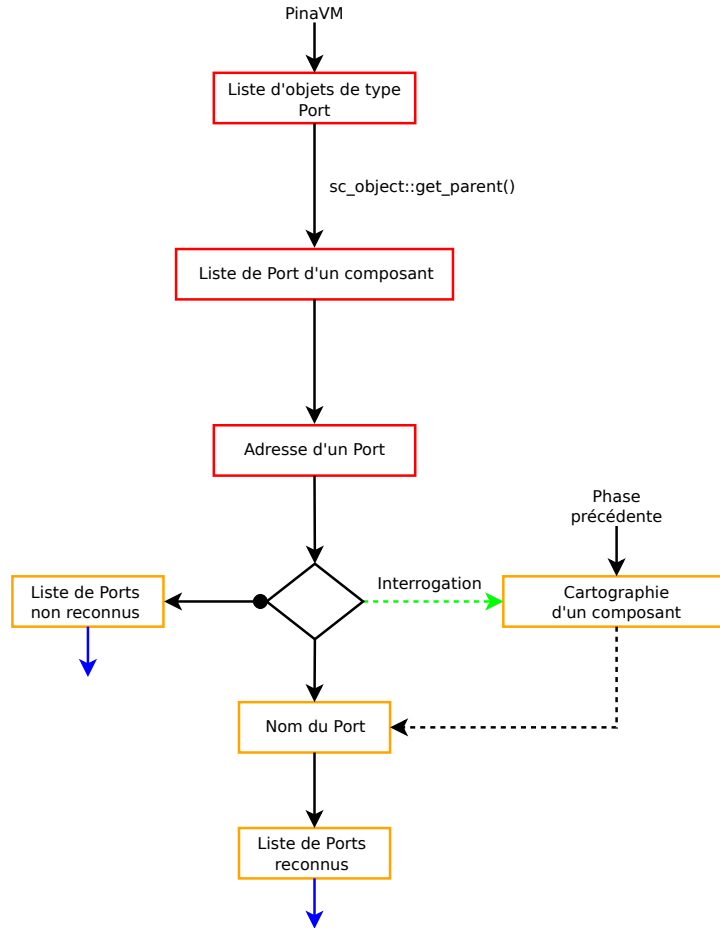 PinaVM
Liste d'objets de type
Port
sc_object::get_parent()
Liste de Port d'un composant
Adresse d'un Port
Phase
précédente
Liste de Ports
non reconnus
Interrogation
Cartographie
d'un composant
Nom du Port
Liste de Ports
reconnus